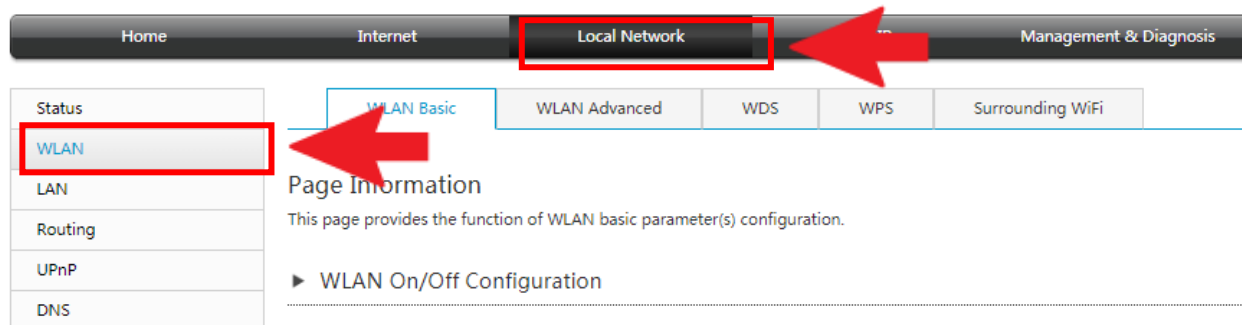 Home Internet Local Network Management & Diagnosis
Status
WLAN
LAN
Routing
UPnP
DNS
WLAN Basic WLAN Advanced WDS WPS Surrounding WiFi
Page Information
This page provides the function of WLAN basic parameter(s) configuration.
WLAN On/Off Configuration